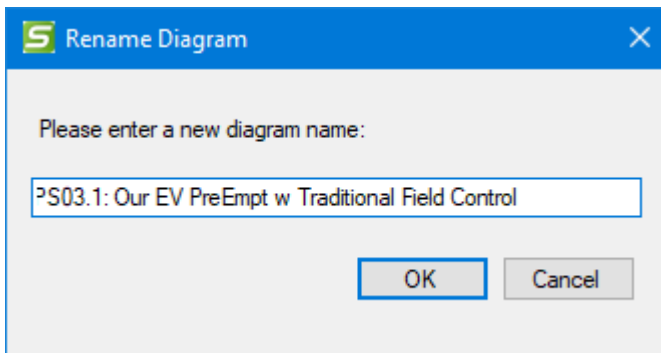 Rename Diagram
Please enter a new diagram name:
PS03.1: Our EV PreEmpt w Traditional Field Control
OK Cancel